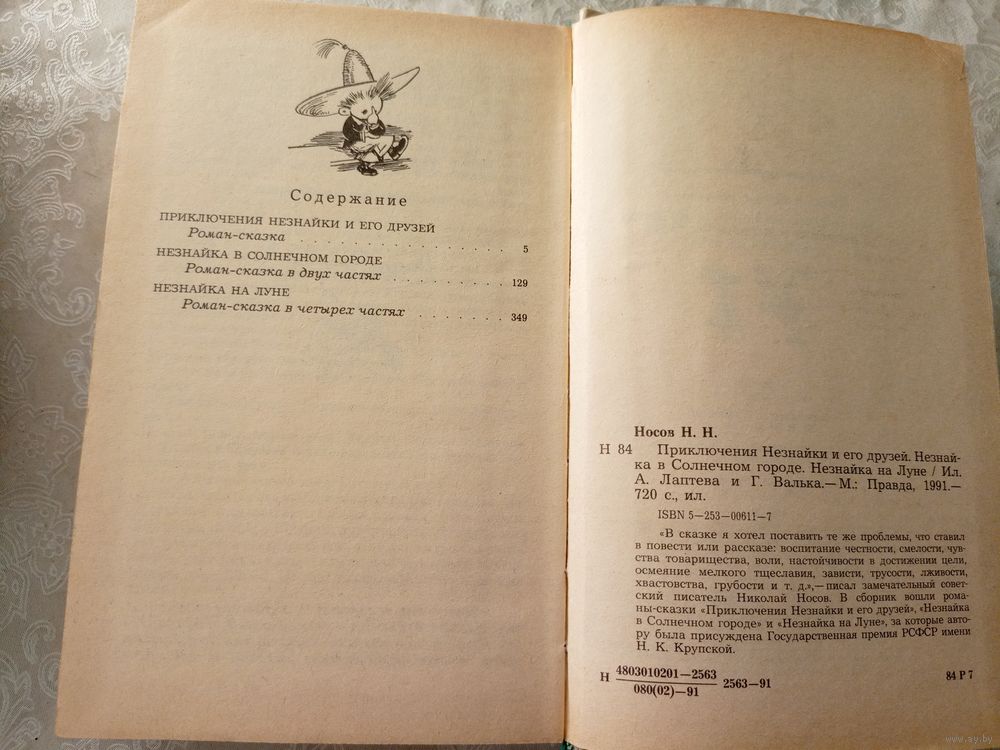 Содержание
ПРИКЛЮЧЕНИЯ НЕЗНАЙКИ И ЕГО ДРУЗЕЙ
Роман-сказка . . . . . . . . . . . . . . . . . . 5
НЕЗНАЙКА В СОЛНЕЧНОМ ГОРОДЕ
Роман-сказка в двух частях . . . . . . . . . . 129
НЕЗНАЙКА НА ЛУНЕ
Роман-сказка в четырех частях . . . . . . . 349
Носов Н. Н.
Н 84 Приключения Незнайки и его друзей. Незнай-
ка в Солнечном городе. Незнайка на Луне / Ил.
А. Лаптева и Г. Валька.— М.: Правда, 1991.—
720 с., ил.
ISBN 5—253—00611—7
«В сказке я хотел поставить те же проблемы, что ставил
в повести или рассказе: воспитание честности, смелости, чув-
ства товарищества, воли, настойчивости в достижении цели,
осмеяние мелкого тщеславия, зависти, трусости, лживости,
хвастовства, грубости и т. д.»,— писал замечательный совет-
ский писатель Николай Носов. В сборник вошли рома-
ны-сказки «Приключения Незнайки и его друзей», «Незнайка
в Солнечном городе» и «Незнайка на Луне», за которые авто-
ру была присуждена Государственная премия РСФСР имени
Н. К. Крупской.
Н 4803010201—2563
080(02)—91
2563—91
84 Р 7
www.ay.by